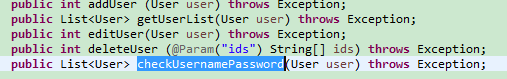 public int addUser (User user) throws Exception;
public List<User> getUserList(User user) throws Exception;
public int editUser(User user) throws Exception;
public int deleteUser (@Param("ids") String[] ids) throws Exception;
public List<User> checkUsernamePassword(User user) throws Exception;